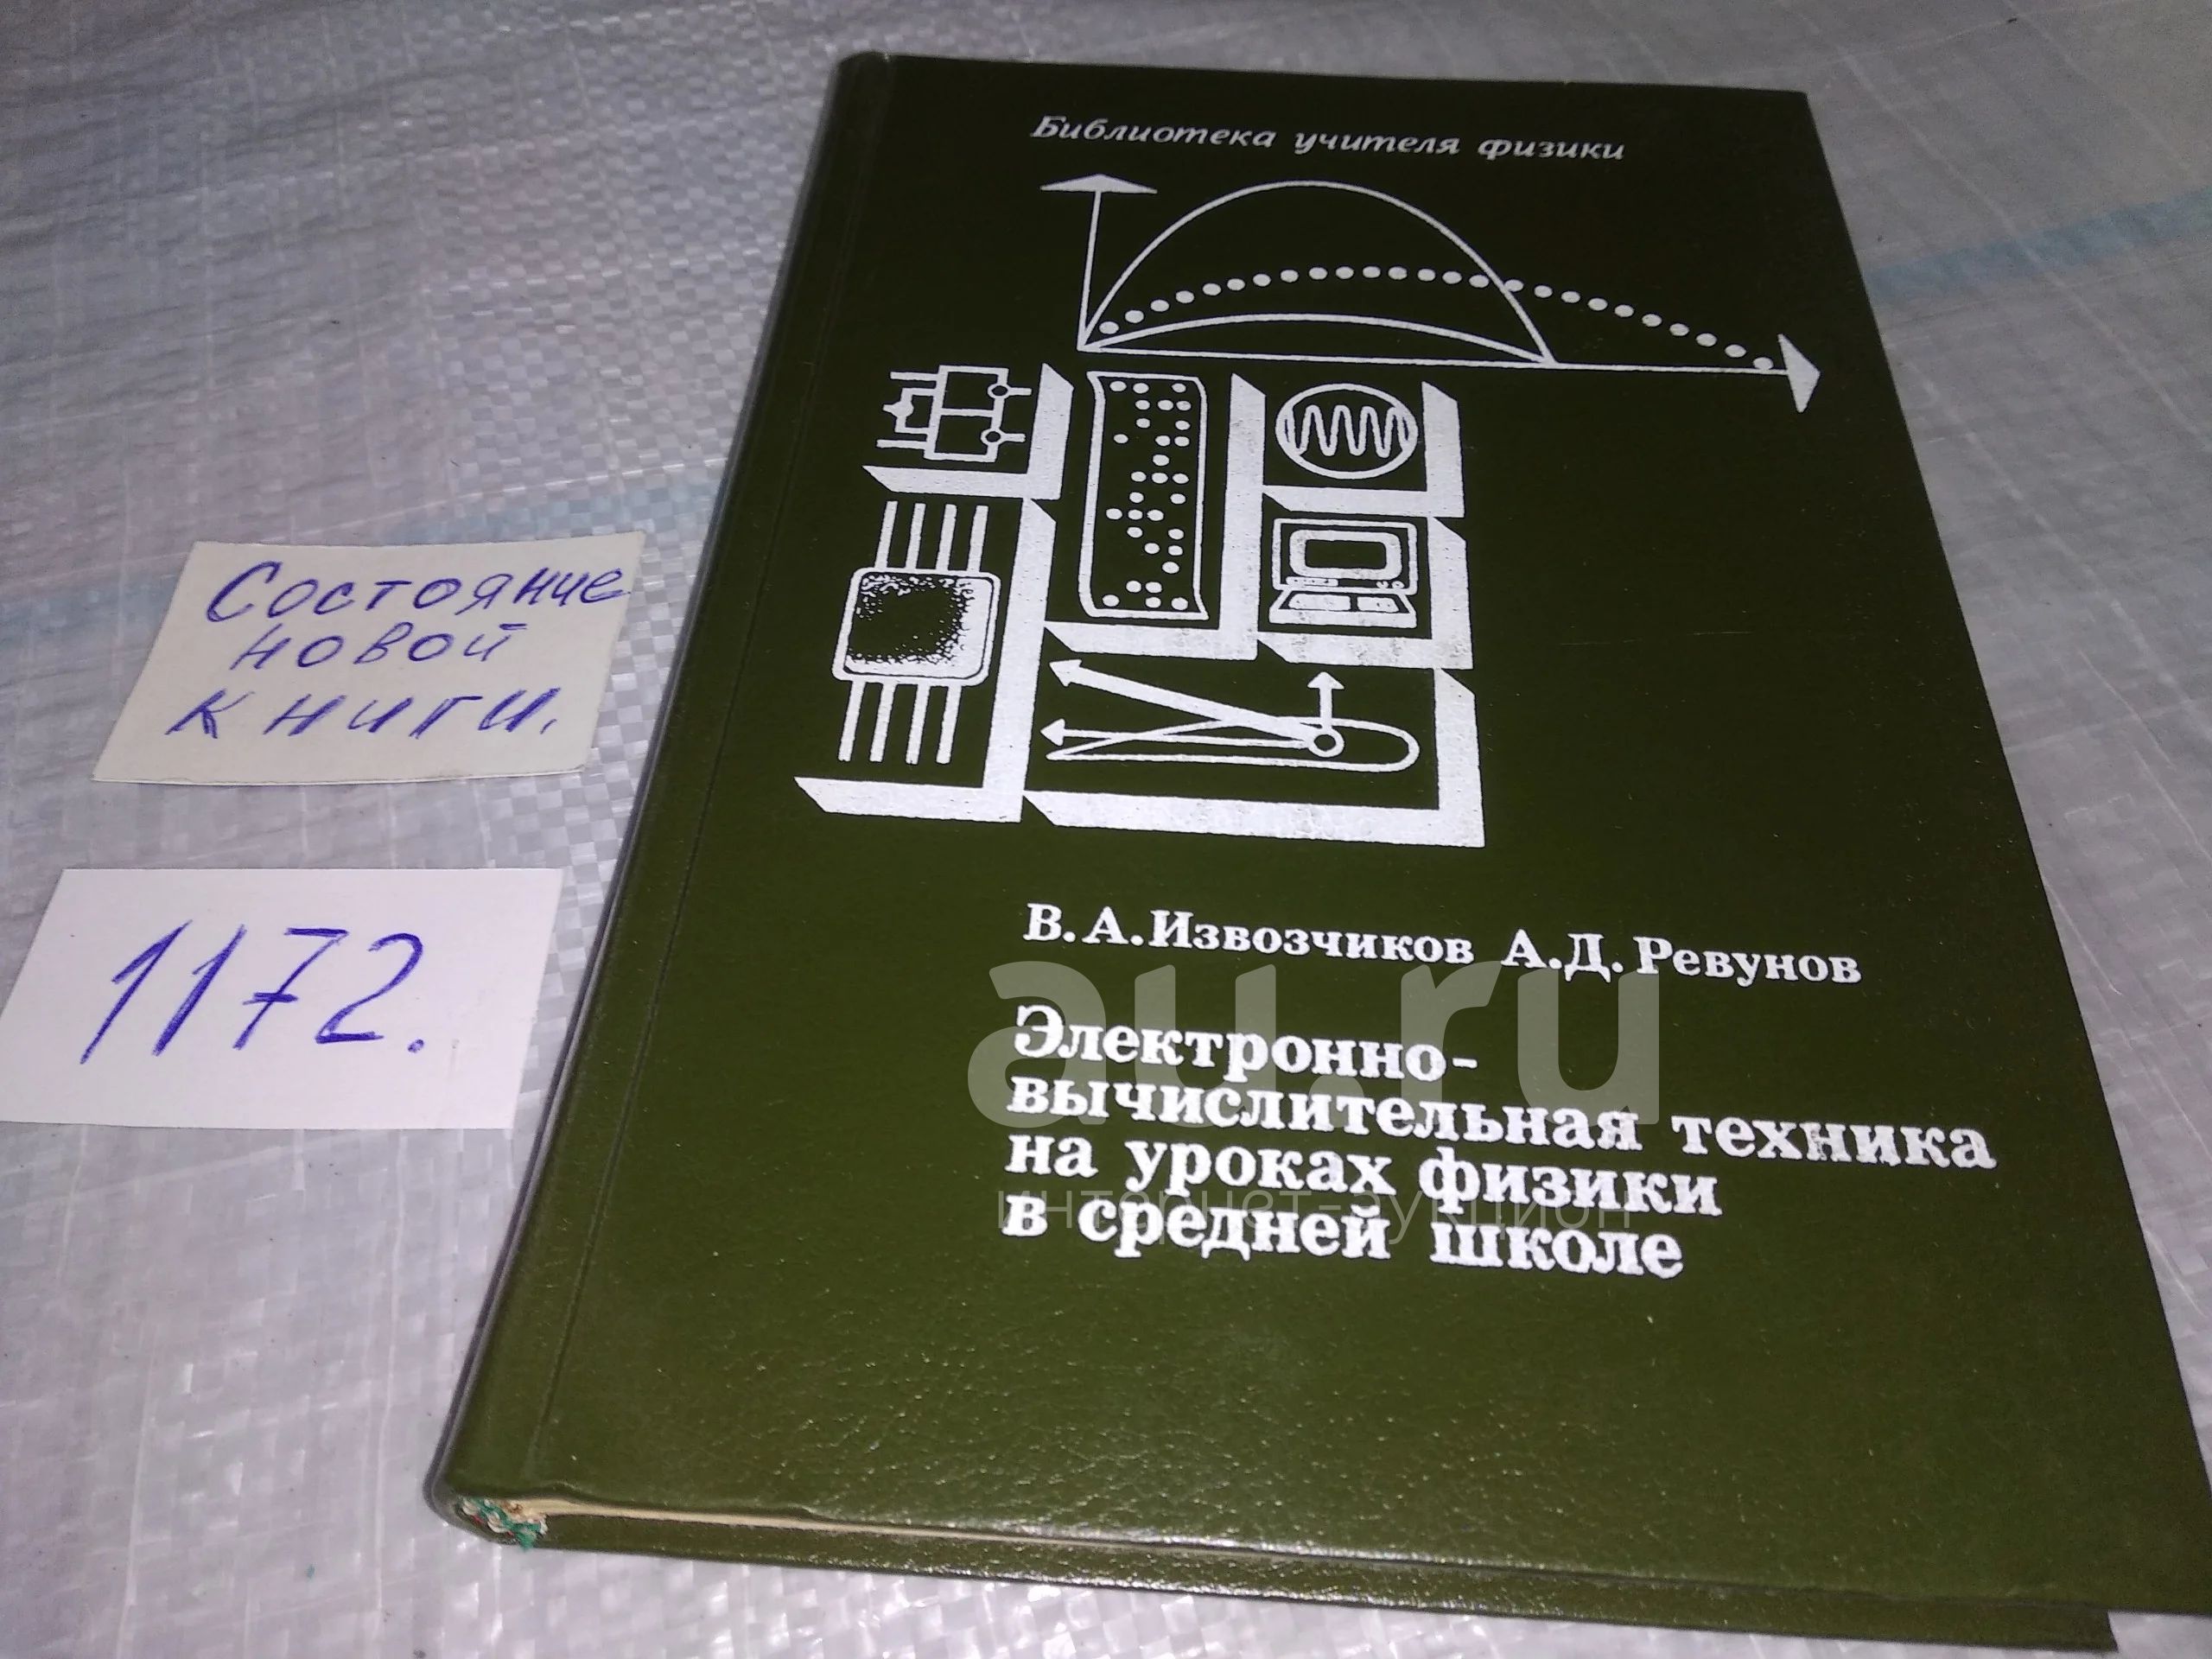 Библиотека учителя физики
Состояние
новой
книги.
1172.
В.А.Извозчиков А.Д.Ревунов
Электронно-
вычислительная техника
на уроках физики
в средней школе
au.ru
интернет-аукцион